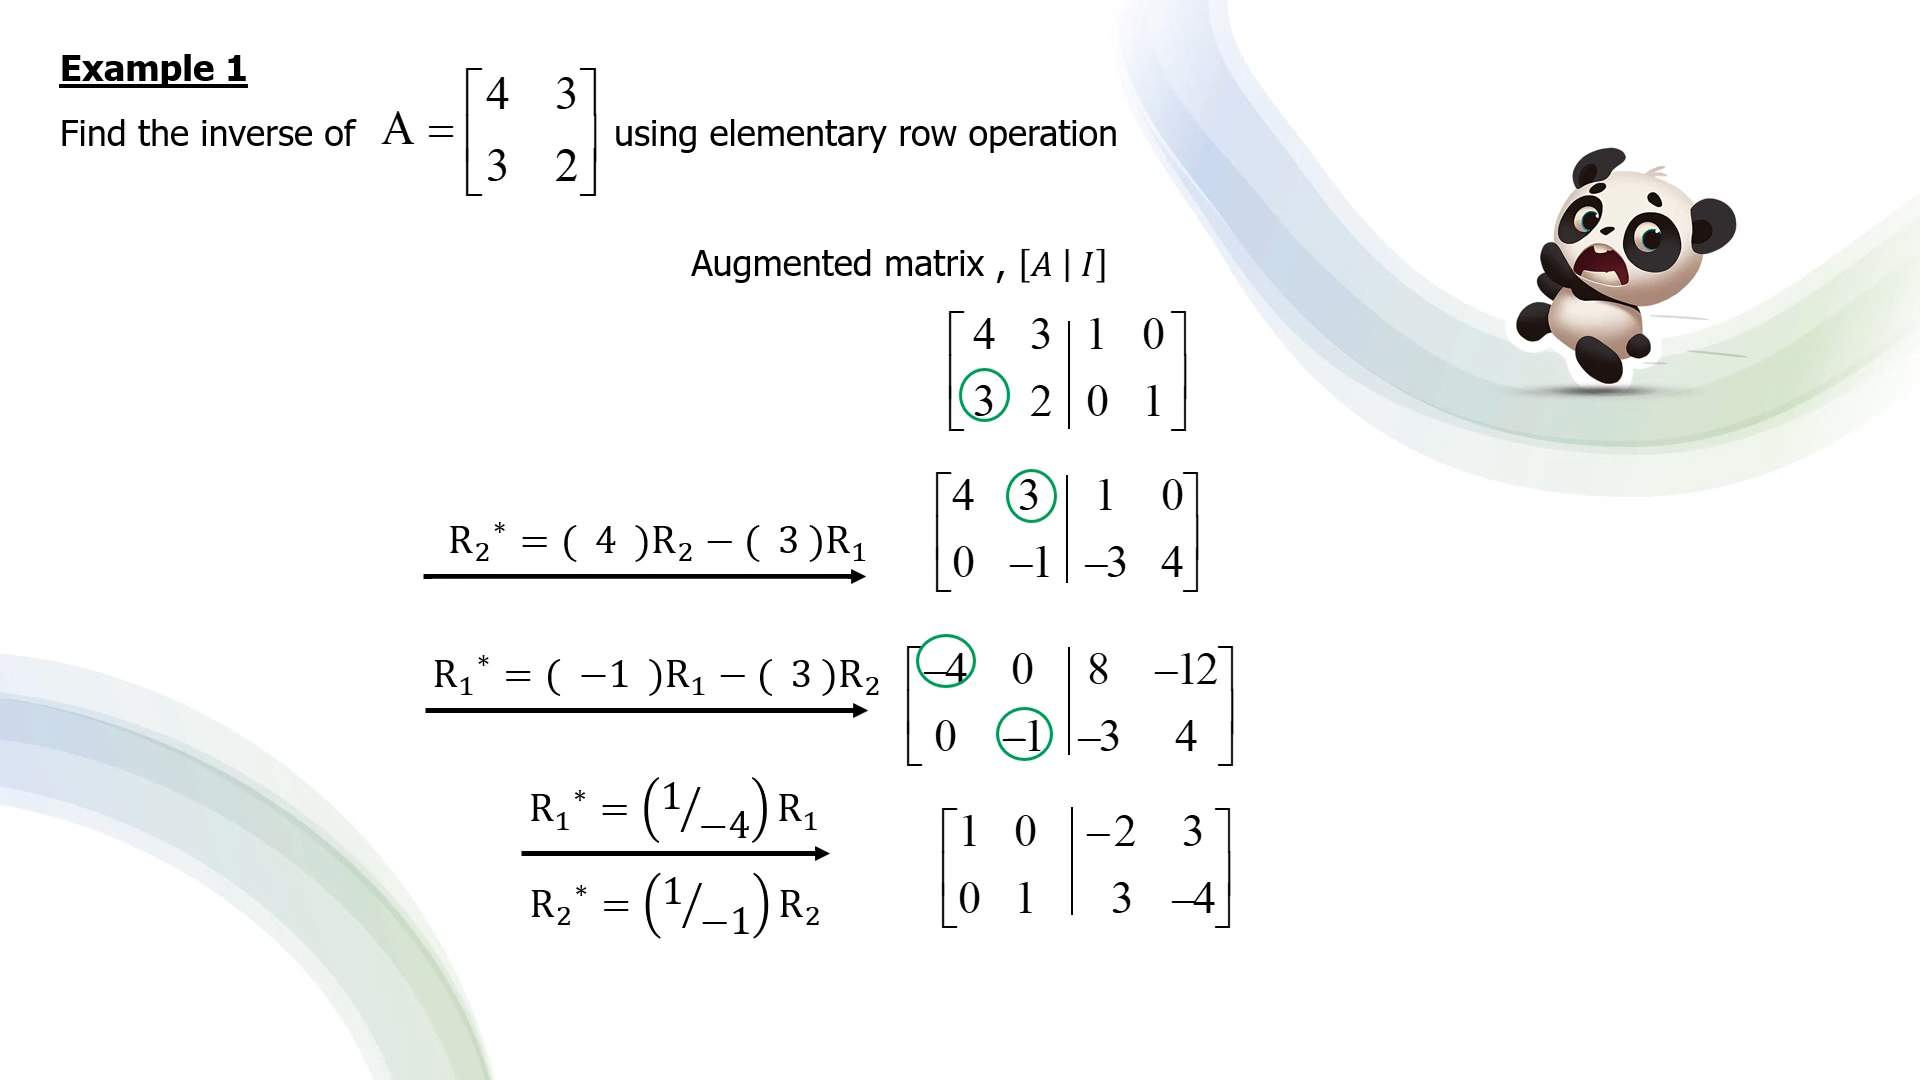 Example 1
Find the inverse of A = [4 3; 3 2] using elementary row operation
Augmented matrix , [A | I]
[4 3 | 1 0
3 2 | 0 1]
R₂* = ( 4 )R₂ − ( 3 )R₁
[4 3 | 1 0
0 −1 | −3 4]
R₁* = ( −1 )R₁ − ( 3 )R₂
[−4 0 | 8 −12
0 −1 | −3 4]
R₁* = (1/−4) R₁
R₂* = (1/−1) R₂
[1 0 | −2 3
0 1 | 3 −4]